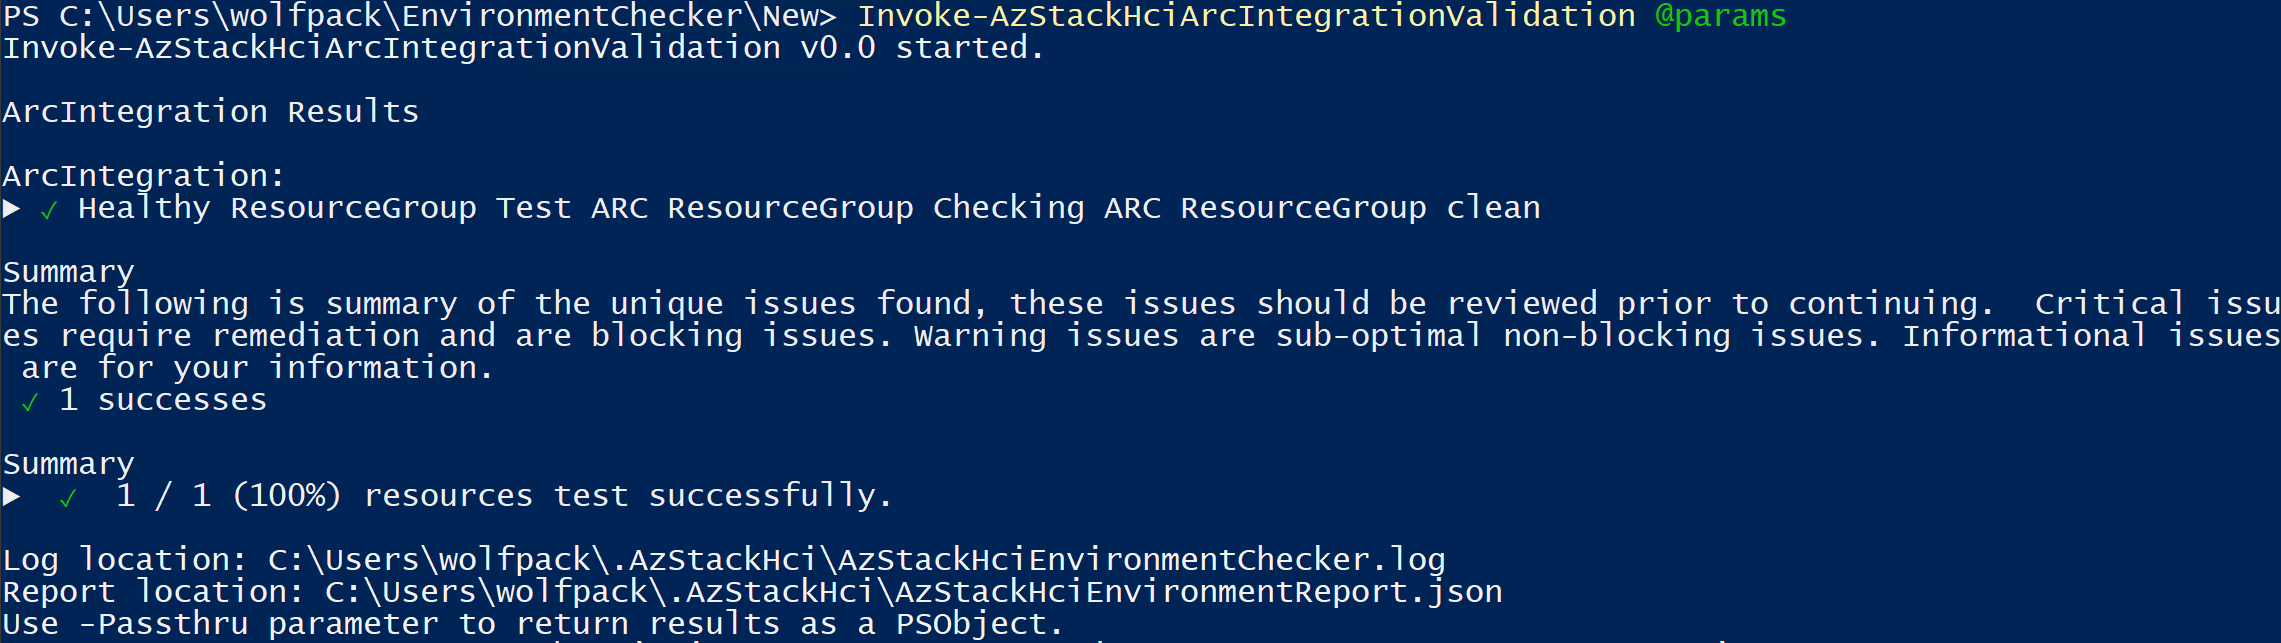 PS C:\Users\wolfpack\EnvironmentChecker\New> Invoke-AzStackHciArcIntegrationValidation @params
Invoke-AzStackHciArcIntegrationValidation v0.0 started.
ArcIntegration Results
ArcIntegration:
▶ ✓ Healthy ResourceGroup Test ARC ResourceGroup Checking ARC ResourceGroup clean
Summary
The following is summary of the unique issues found, these issues should be reviewed prior to continuing.  Critical issu
es require remediation and are blocking issues. Warning issues are sub-optimal non-blocking issues. Informational issues
 are for your information.
 ✓ 1 successes
Summary
▶  ✓  1 / 1 (100%) resources test successfully.
Log location: C:\Users\wolfpack\.AzStackHci\AzStackHciEnvironmentChecker.log
Report location: C:\Users\wolfpack\.AzStackHci\AzStackHciEnvironmentReport.json
Use -Passthru parameter to return results as a PSObject.